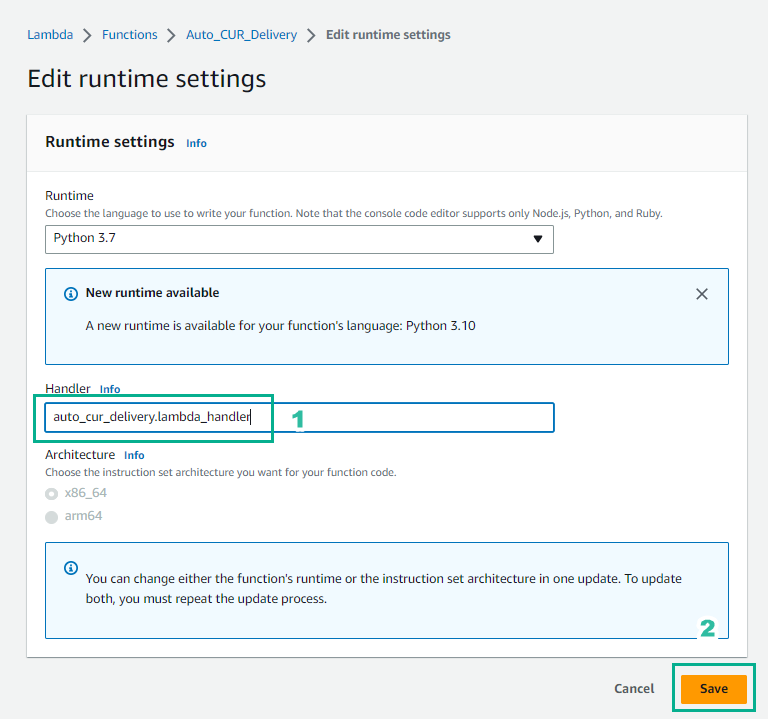 Lambda > Functions > Auto_CUR_Delivery > Edit runtime settings
Edit runtime settings
Runtime settings Info
Runtime
Choose the language to use to write your function. Note that the console code editor supports only Node.js, Python, and Ruby.
Python 3.7
New runtime available
A new runtime is available for your function's language: Python 3.10
Handler Info
auto_cur_delivery.lambda_handler 1
Architecture Info
Choose the instruction set architecture you want for your function code.
x86_64
arm64
You can change either the function's runtime or the instruction set architecture in one update. To update
both, you must repeat the update process.
2
Cancel Save